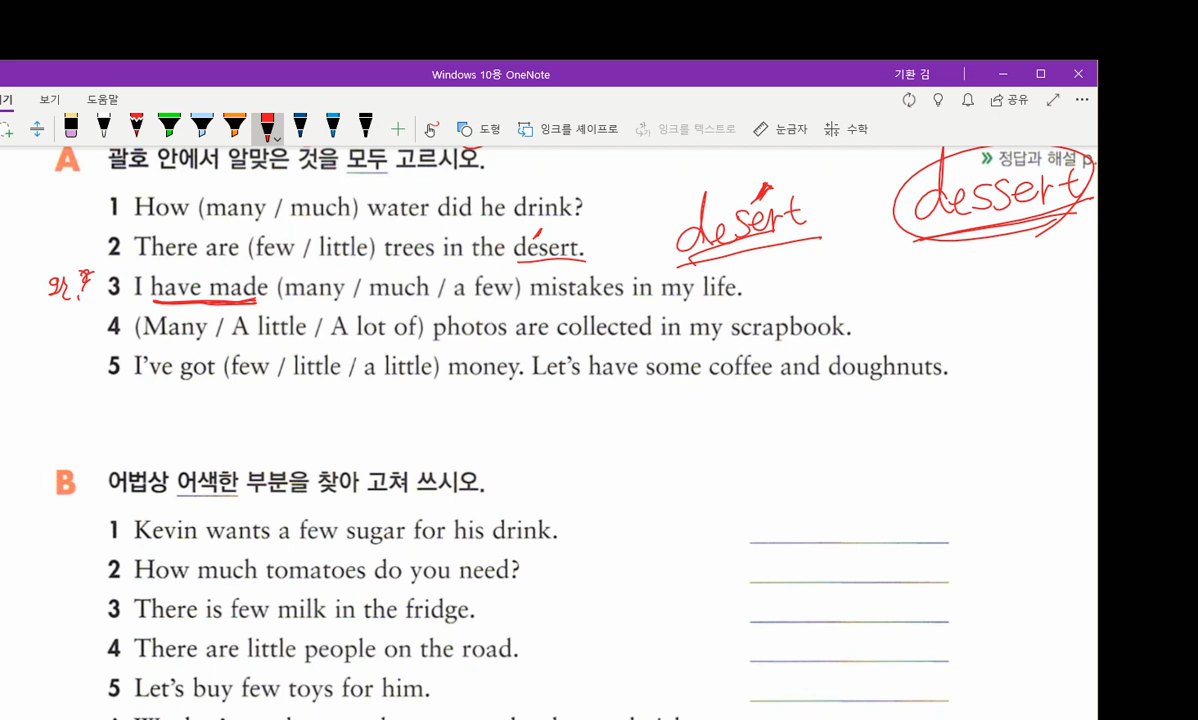 Windows 10용 OneNote
기환 김
보기
도움말
공유
도형
잉크를 셰이프로
잉크를 텍스트로
눈금자
수학
A 괄호 안에서 알맞은 것을 모두 고르시오.
정답과 해설 p.
dessert
desert
1 How (many / much) water did he drink?
2 There are (few / little) trees in the desert.
3 I have made (many / much / a few) mistakes in my life.
4 (Many / A little / A lot of) photos are collected in my scrapbook.
5 I've got (few / little / a little) money. Let's have some coffee and doughnuts.
B 어법상 어색한 부분을 찾아 고쳐 쓰시오.
1 Kevin wants a few sugar for his drink.
2 How much tomatoes do you need?
3 There is few milk in the fridge.
4 There are little people on the road.
5 Let's buy few toys for him.